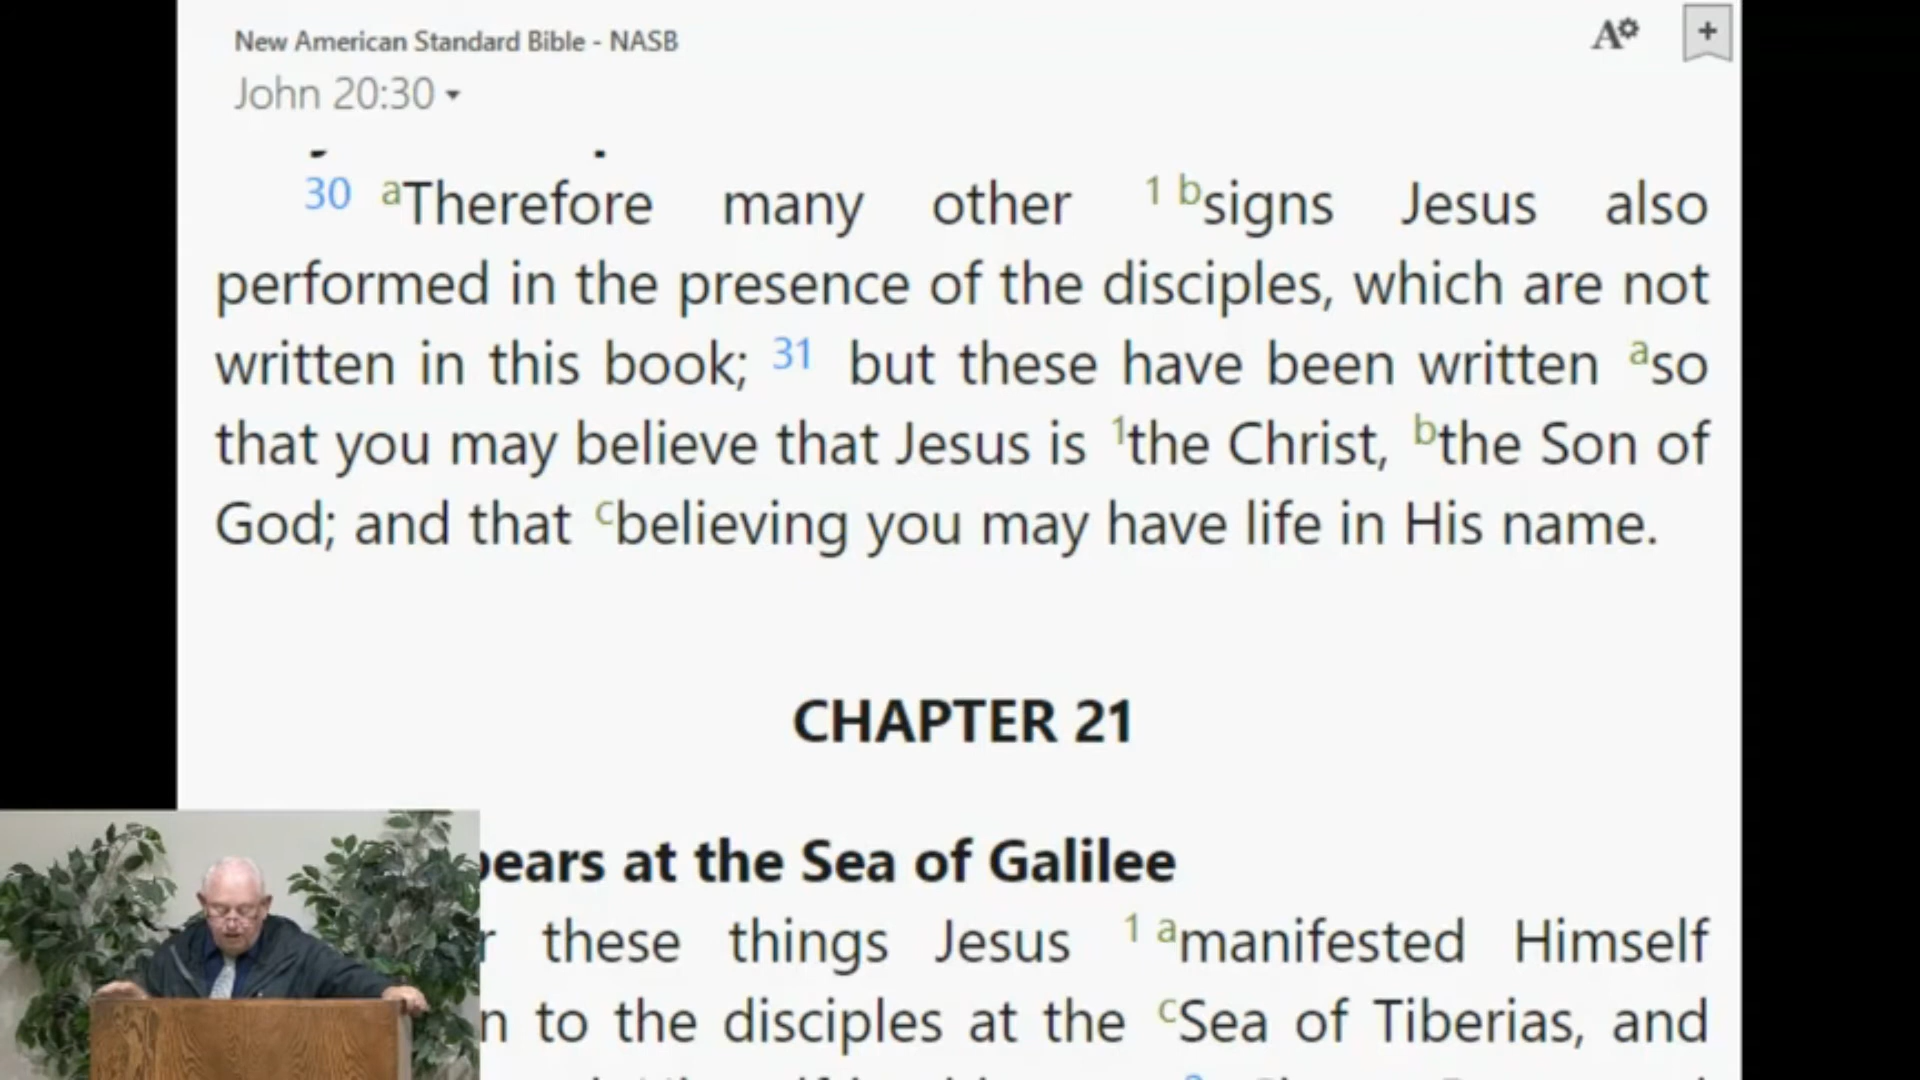 New American Standard Bible - NASB
John 20:30
30 aTherefore many other 1 bsigns Jesus also
performed in the presence of the disciples, which are not
written in this book; 31 but these have been written aso
that you may believe that Jesus is 1the Christ, bthe Son of
God; and that cbelieving you may have life in His name.
CHAPTER 21
pears at the Sea of Galilee
r these things Jesus 1 amanifested Himself
n to the disciples at the cSea of Tiberias, and